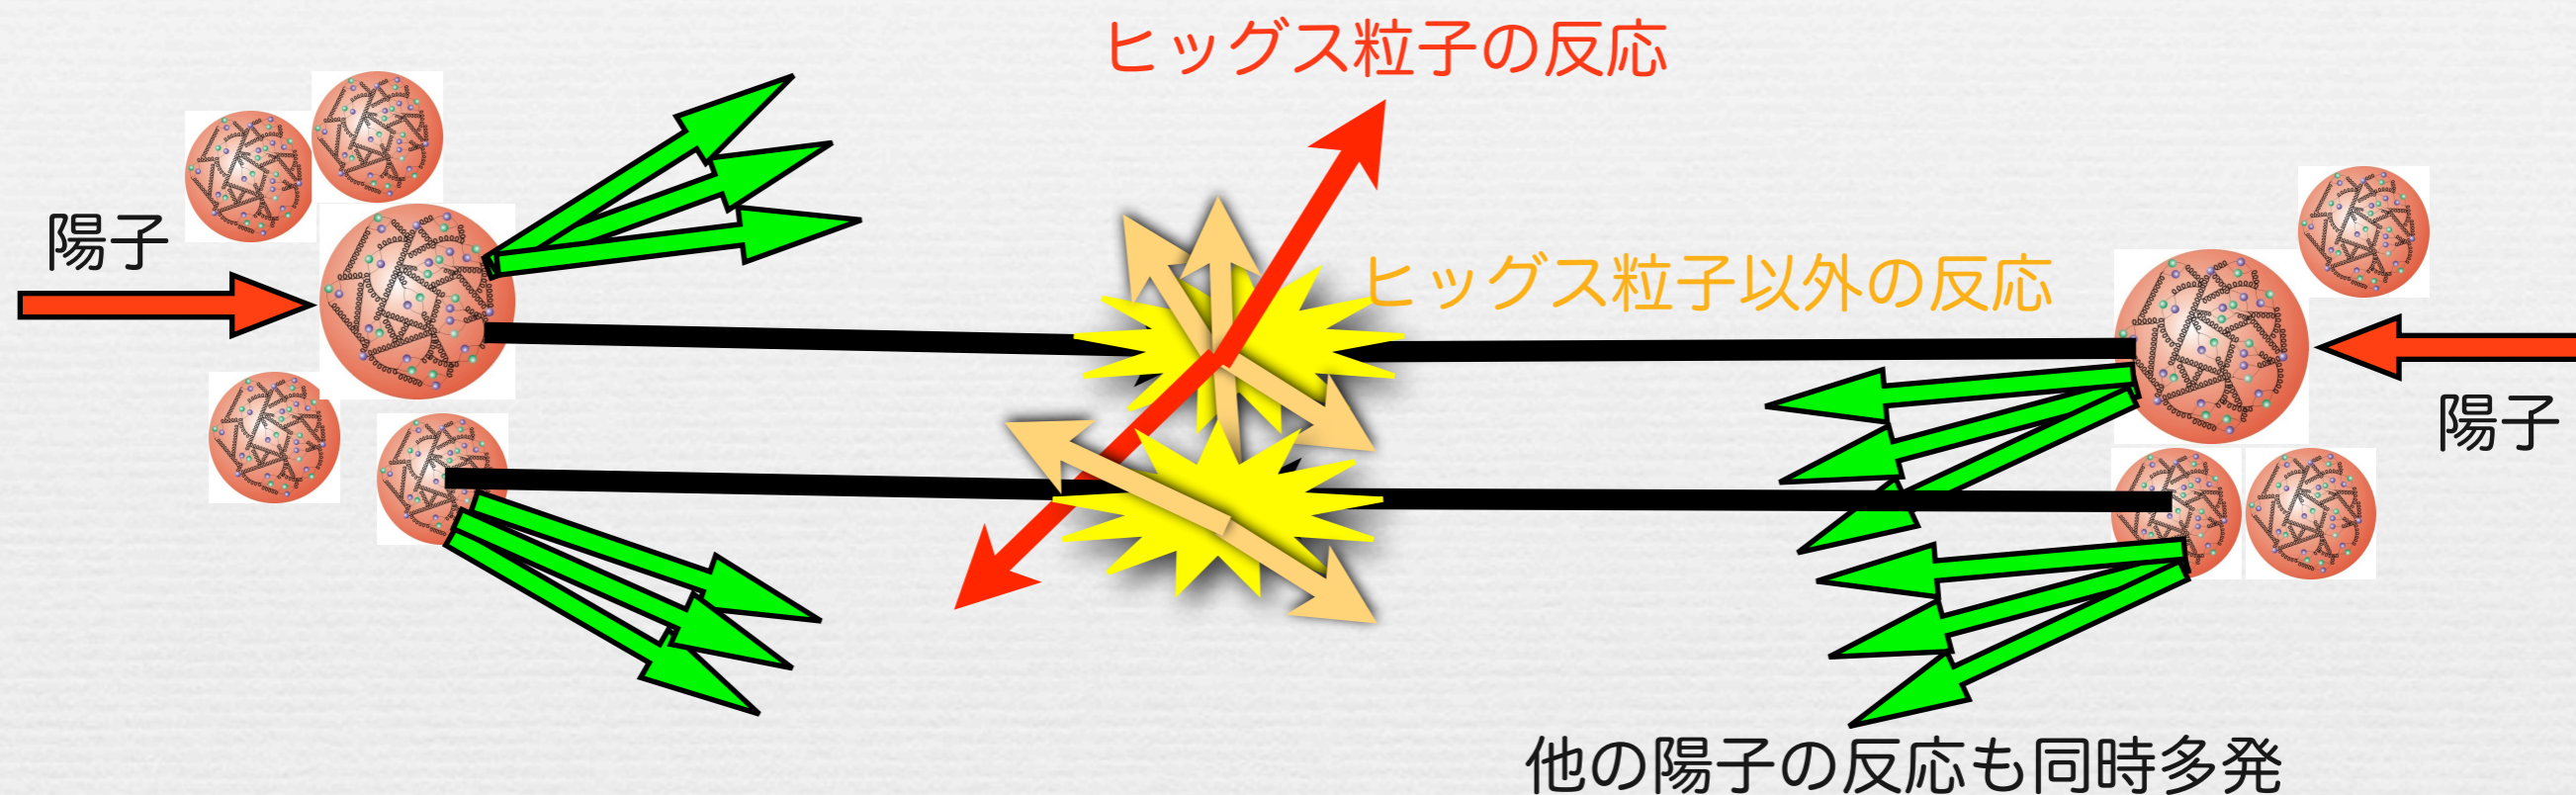 ヒッグス粒子の反応
陽子
ヒッグス粒子以外の反応
陽子
他の陽子の反応も同時多発